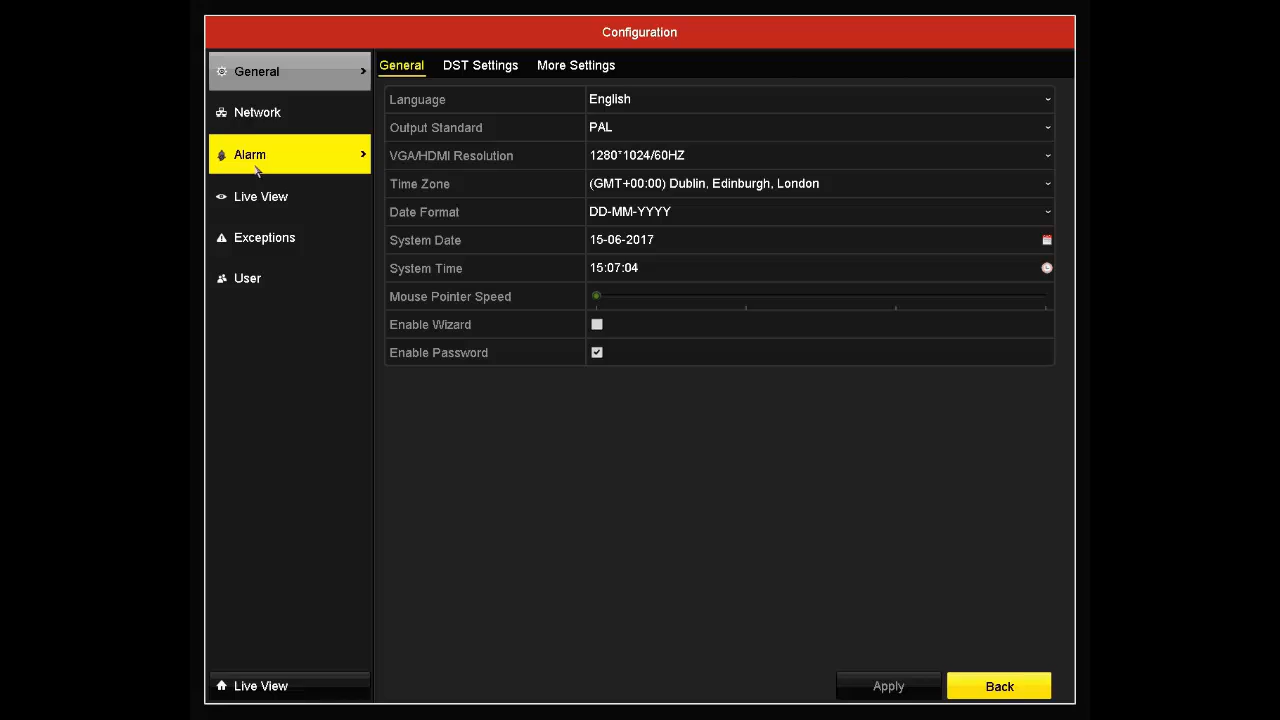 Configuration
General
Network
Alarm
Live View
Exceptions
User
Live View
General DST Settings More Settings
Language English
Output Standard PAL
VGA/HDMI Resolution 1280*1024/60HZ
Time Zone (GMT+00:00) Dublin, Edinburgh, London
Date Format DD-MM-YYYY
System Date 15-06-2017
System Time 15:07:04
Mouse Pointer Speed
Enable Wizard
Enable Password
Apply Back